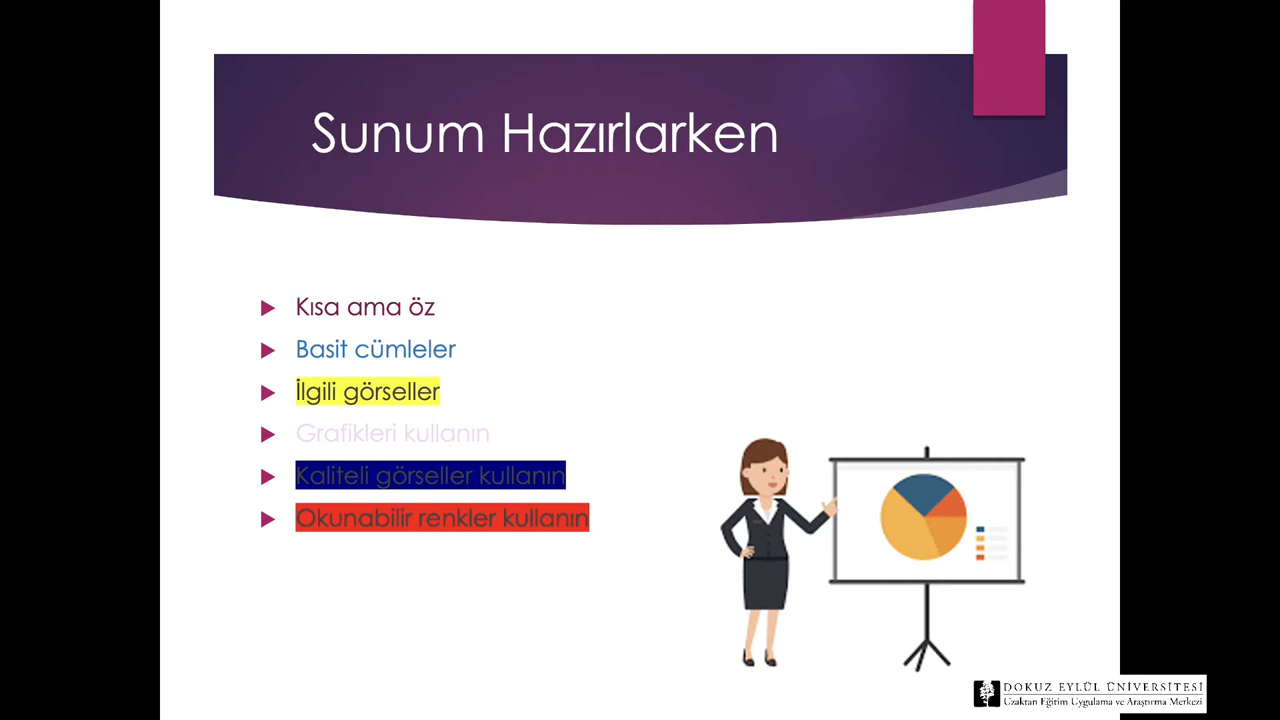 Sunum Hazırlarken
Kısa ama öz
Basit cümleler
İlgili görseller
Grafikleri kullanın
Kaliteli görseller kullanın
Okunabilir renkler kullanın
DOKUZ EYLÜL ÜNİVERSİTESİ
Uzaktan Eğitim Uygulama ve Araştırma Merkezi